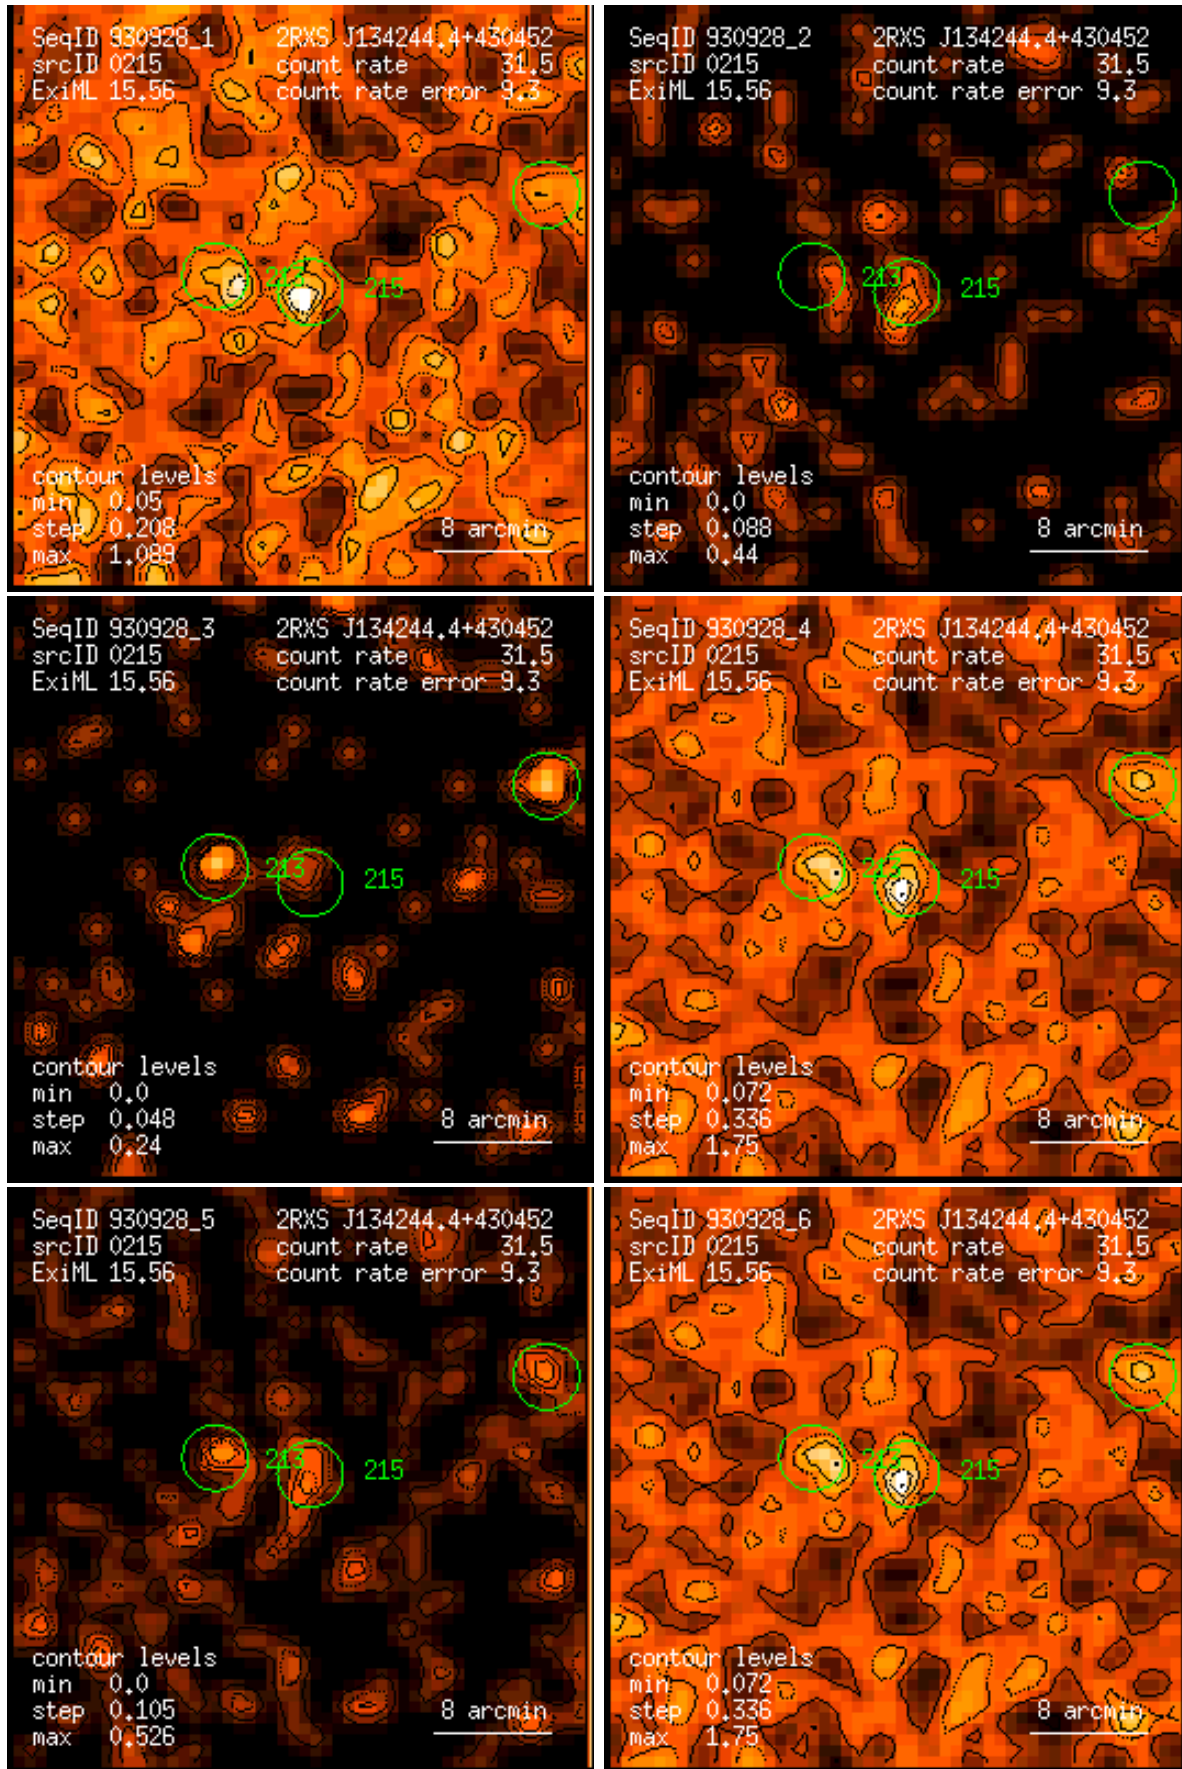 SeqID 930928_1 2RXS J134244.4+430452
srcID 0215 count rate 31.5
ExiML 15.56 count rate error 9.3
213
215
contour levels
min 0.05
step 0.208 8 arcmin
max 1.089
SeqID 930928_2 2RXS J134244.4+430452
srcID 0215 count rate 31.5
ExiML 15.56 count rate error 9.3
213
215
contour levels
min 0.0
step 0.088 8 arcmin
max 0.44
SeqID 930928_3 2RXS J134244.4+430452
srcID 0215 count rate 31.5
ExiML 15.56 count rate error 9.3
213
215
contour levels
min 0.0
step 0.048 8 arcmin
max 0.24
SeqID 930928_4 2RXS J134244.4+430452
srcID 0215 count rate 31.5
ExiML 15.56 count rate error 9.3
213
215
contour levels
min 0.072
step 0.336 8 arcmin
max 1.75
SeqID 930928_5 2RXS J134244.4+430452
srcID 0215 count rate 31.5
ExiML 15.56 count rate error 9.3
213
215
contour levels
min 0.0
step 0.105 8 arcmin
max 0.526
SeqID 930928_6 2RXS J134244.4+430452
srcID 0215 count rate 31.5
ExiML 15.56 count rate error 9.3
213
215
contour levels
min 0.072
step 0.336 8 arcmin
max 1.75